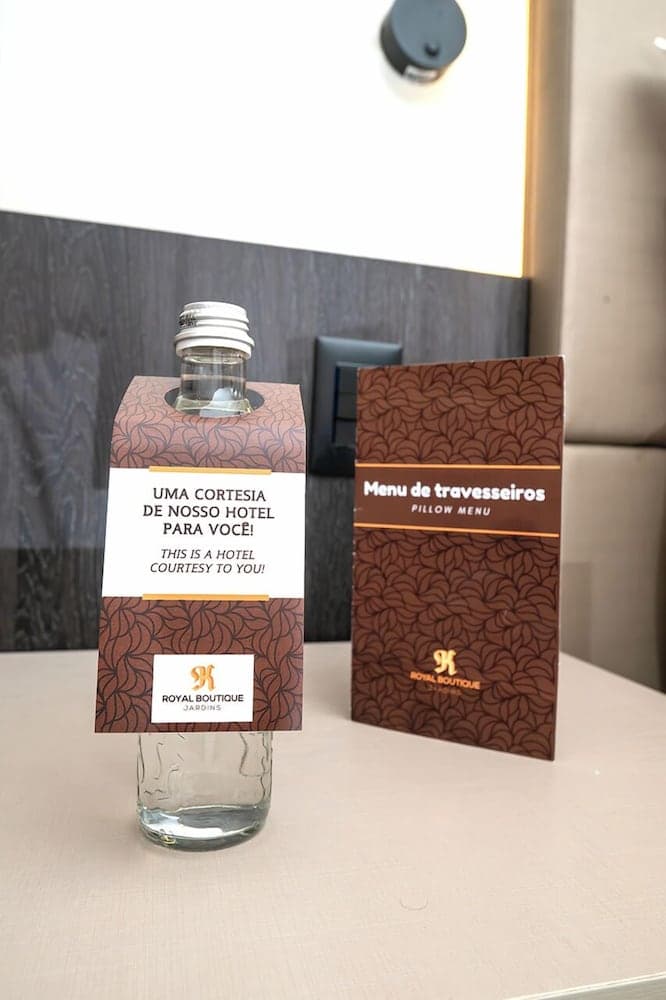 UMA CORTESIA
DE NOSSO HOTEL
PARA VOCÊ!
THIS IS A HOTEL
COURTESY TO YOU!
ROYAL BOUTIQUE
JARDINS
Menu de travesseiros
PILLOW MENU
ROYAL BOUTIQUE
JARDINS